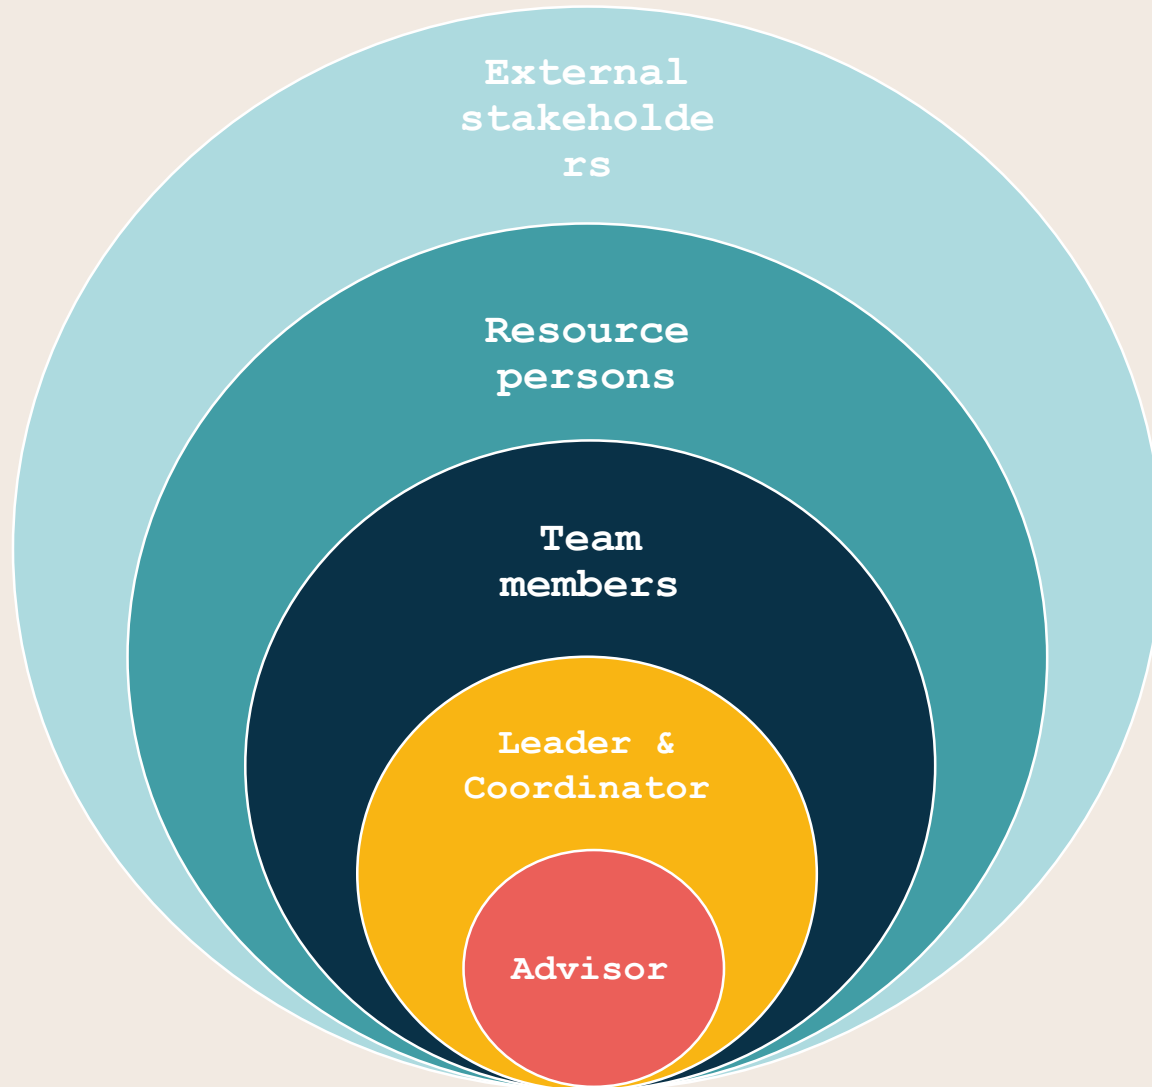 External
stakeholde
rs
Resource
persons
Team
members
Leader &
Coordinator
Advisor